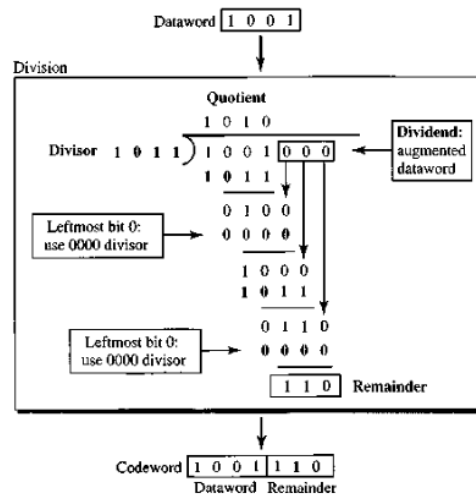 Dataword 1 0 0 1
Division
Quotient
1 0 1 0
Divisor 1 0 1 1 ) 1 0 0 1 0 0 0
Dividend:
augmented
dataword
1 0 1 1
0 1 0 0
Leftmost bit 0:
use 0000 divisor
0 0 0 0
1 0 0 0
1 0 1 1
0 1 1 0
Leftmost bit 0:
use 0000 divisor
0 0 0 0
1 1 0 Remainder
Codeword 1 0 0 1 1 1 0
Dataword Remainder